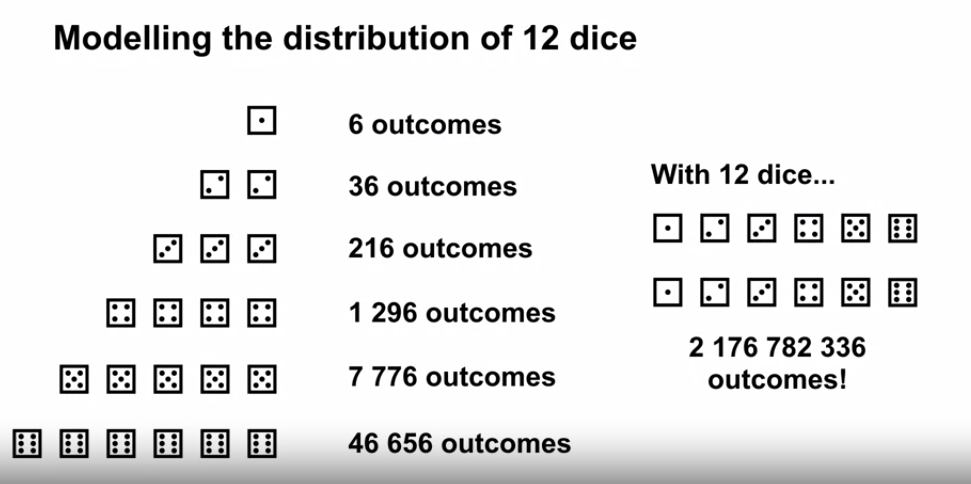 Modelling the distribution of 12 dice
6 outcomes
36 outcomes
216 outcomes
1 296 outcomes
7 776 outcomes
46 656 outcomes
With 12 dice...
2 176 782 336
outcomes!